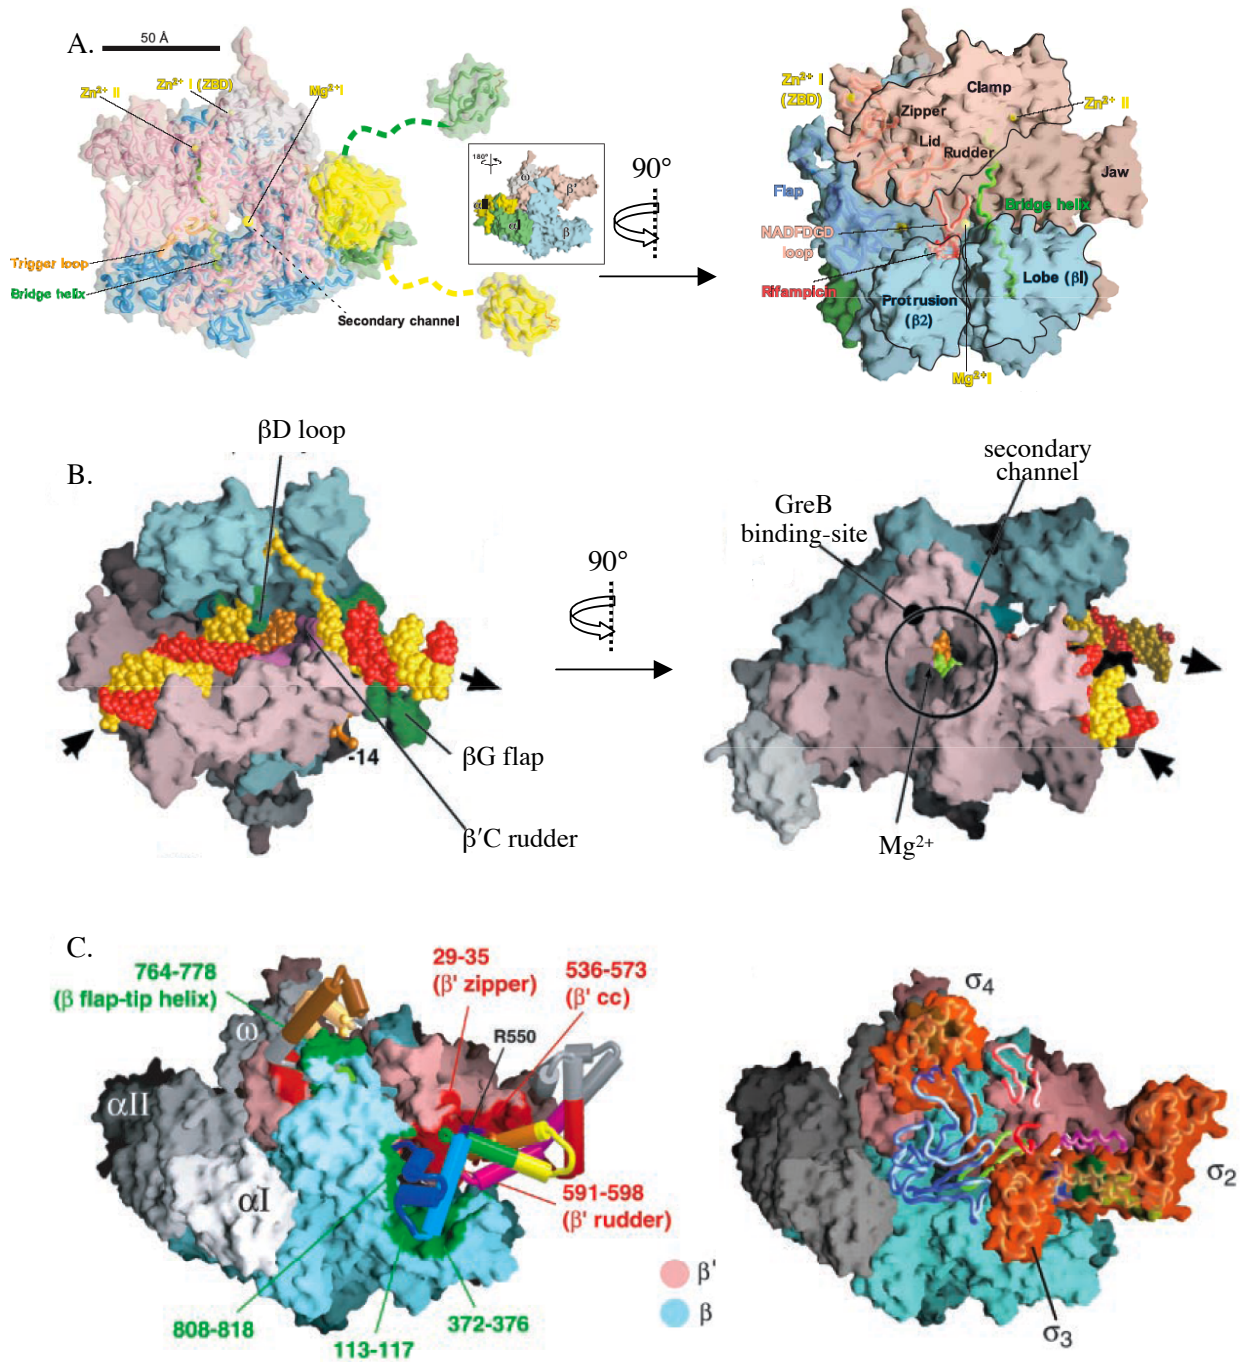 A.
50 Å
Zn²⁺ II
Zn²⁺ I (ZBD)
Mg²⁺I
Trigger loop
Bridge helix
Secondary channel
180°
ω
β'
αI
β
90°
Zn²⁺ I
(ZBD)
Clamp
Zipper
Zn²⁺ II
Lid
Rudder
Jaw
Flap
Bridge helix
NADFDGD
loop
Rifampicin
Protrusion
(β2)
Lobe (βI)
Mg²⁺I
B.
βD loop
-14
βG flap
β′C rudder
90°
secondary
channel
GreB
binding-site
Mg²⁺
C.
764-778
(β flap-tip helix)
29-35
(β' zipper)
536-573
(β' cc)
R550
ω
αII
αI
591-598
(β' rudder)
808-818
113-117
372-376
β'
β
σ₄
σ₂
σ₃